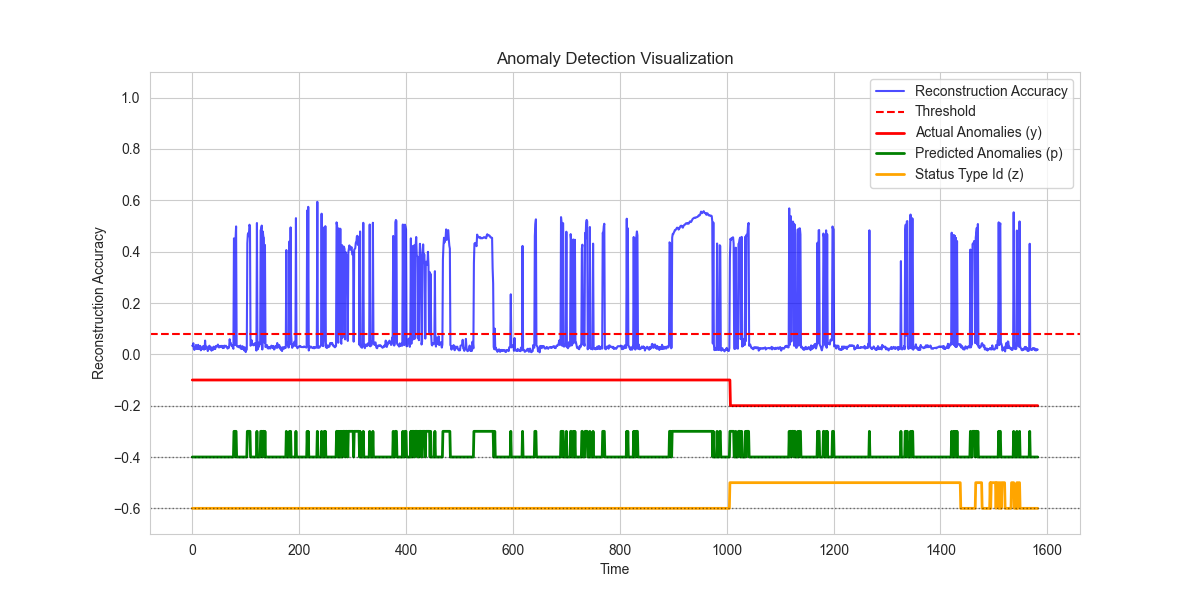 Anomaly Detection Visualization
Reconstruction Accuracy
Threshold
Actual Anomalies (y)
Predicted Anomalies (p)
Status Type Id (z)
Reconstruction Accuracy
1.0
0.8
0.6
0.4
0.2
0.0
−0.2
−0.4
−0.6
0 200 400 600 800 1000 1200 1400 1600
Time